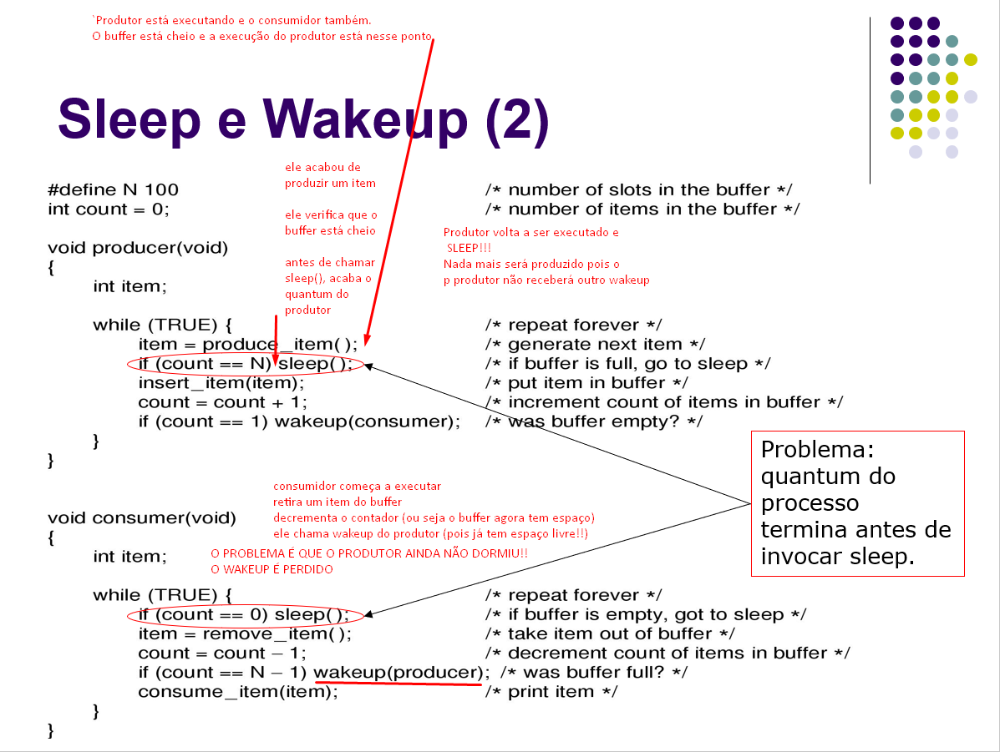 `Produtor está executando e o consumidor também.
O buffer está cheio e a execução do produtor está nesse ponto
Sleep e Wakeup (2)
ele acabou de
produzir um item
ele verifica que o
buffer está cheio
antes de chamar
sleep(), acaba o
quantum do
produtor
Produtor volta a ser executado e
SLEEP!!!
Nada mais será produzido pois o
p produtor não receberá outro wakeup
#define N 100 /* number of slots in the buffer */
int count = 0; /* number of items in the buffer */
void producer(void)
{
int item;
while (TRUE) { /* repeat forever */
item = produce_item( ); /* generate next item */
if (count == N) sleep( ); /* if buffer is full, go to sleep */
insert_item(item); /* put item in buffer */
count = count + 1; /* increment count of items in buffer */
if (count == 1) wakeup(consumer); /* was buffer empty? */
}
}
Problema:
quantum do
processo
termina antes de
invocar sleep.
consumidor começa a executar
retira um item do buffer
decrementa o contador (ou seja o buffer agora tem espaço)
ele chama wakeup do produtor (pois já tem espaço livre!!)
O PROBLEMA É QUE O PRODUTOR AINDA NÃO DORMIU!!
O WAKEUP É PERDIDO
void consumer(void)
{
int item;
while (TRUE) { /* repeat forever */
if (count == 0) sleep( ); /* if buffer is empty, got to sleep */
item = remove_item( ); /* take item out of buffer */
count = count – 1; /* decrement count of items in buffer */
if (count == N – 1) wakeup(producer); /* was buffer full? */
consume_item(item); /* print item */
}
}